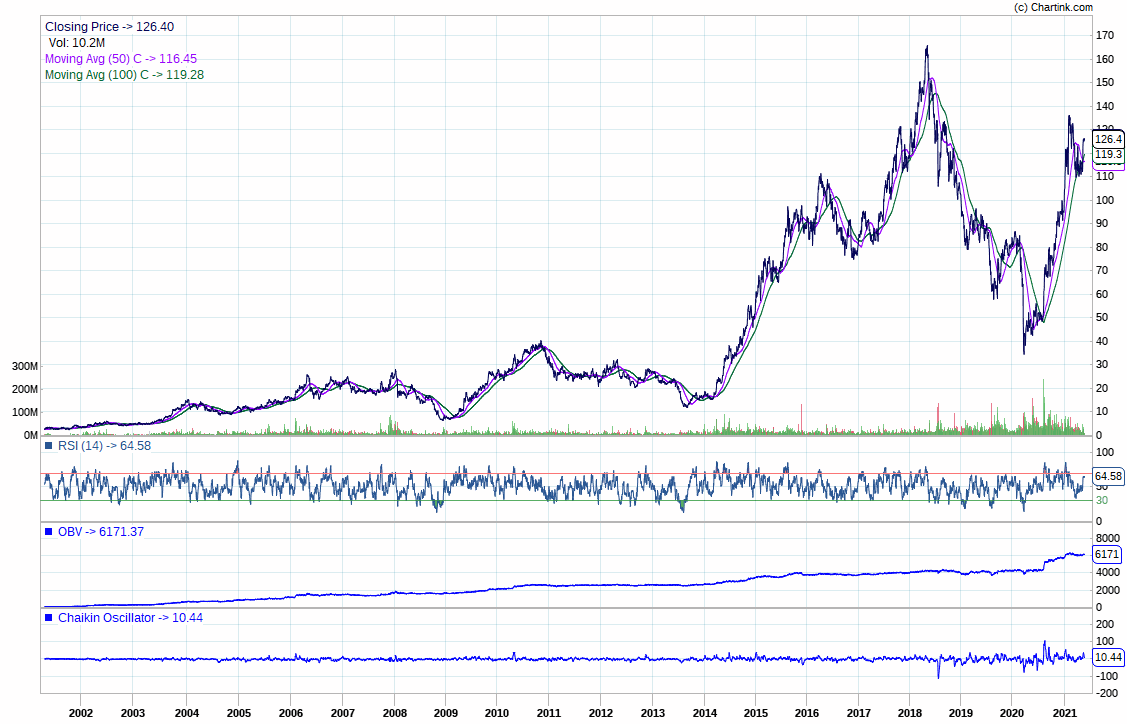 (c) Chartink.com
Closing Price -> 126.40
Vol: 10.2M
Moving Avg (50) C -> 116.45
Moving Avg (100) C -> 119.28
170
160
150
140
130
126.4
119.3
110
100
90
80
70
60
50
40
30
20
10
0
300M
200M
100M
0M
RSI (14) -> 64.58
100
64.58
50
30
0
OBV -> 6171.37
8000
6171
4000
2000
0
Chaikin Oscillator -> 10.44
200
100
10.44
-100
-200
2002 2003 2004 2005 2006 2007 2008 2009 2010 2011 2012 2013 2014 2015 2016 2017 2018 2019 2020 2021